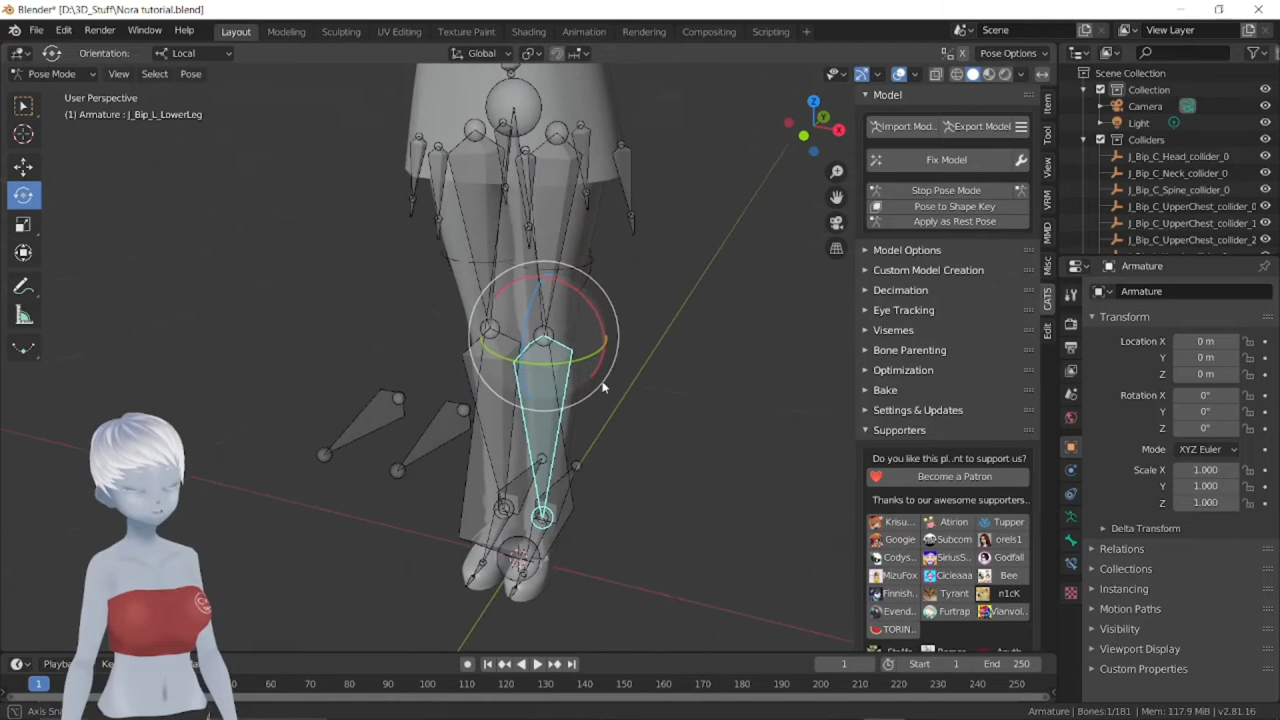 Blender* [D:\3D_Stuff\Nora tutorial.blend]
File Edit Render Window Help Layout Modeling Sculpting UV Editing Texture Paint Shading Animation Rendering Compositing Scripting + Scene View Layer
Orientation: Local Global X Pose Options
Pose Mode View Select Pose
User Perspective
(1) Armature : J_Bip_L_LowerLeg
Z
Y
X
Model
Import Mod.. Export Model
Fix Model
Stop Pose Mode
Pose to Shape Key
Apply as Rest Pose
Model Options
Custom Model Creation
Decimation
Eye Tracking
Visemes
Bone Parenting
Optimization
Bake
Settings & Updates
Supporters
Do you like this pl..nt to support us?
Become a Patron
Thanks to our awesome supporters..
Krisu... Atirion Tupper
Googie Subcom orels1
Codys... SiriusS... Godfall
MizuFox Cicieaaa Bee
Finnish.. Tyrant n1cK
Evend.. Furtrap Vianvol..
TORIN..
Item
Tool
View
VRM
MMD
Misc
CATS
Edit
Scene Collection
Collection
Camera
Light
Colliders
J_Bip_C_Head_collider_0
J_Bip_C_Neck_collider_0
J_Bip_C_Spine_collider_0
J_Bip_C_UpperChest_collider_0
J_Bip_C_UpperChest_collider_1
J_Bip_C_UpperChest_collider_2
Armature
Armature
Transform
Location X 0 m
Y 0 m
Z 0 m
Rotation X 0°
Y 0°
Z 0°
Mode XYZ Euler
Scale X 1.000
Y 1.000
Z 1.000
Delta Transform
Relations
Collections
Instancing
Motion Paths
Visibility
Viewport Display
Custom Properties
Playba 1 Start 1 End 250
1 50 60 70 80 90 100 110 120 130 140 150 160 170 180 190 200 210 220 230 240 250
Axis Snap
Armature | Bones:1/181 | Mem: 117.9 MiB | v2.81.16